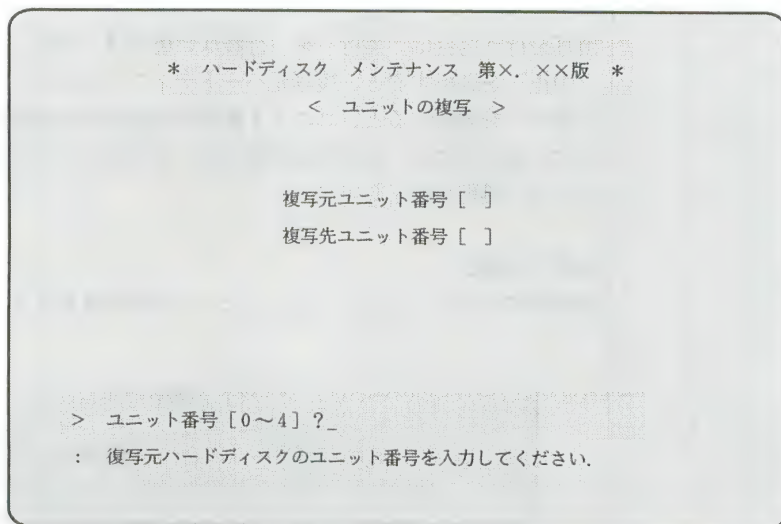 * ハードディスク メンテナンス 第×. ××版 *
< ユニットの複写 >
複写元ユニット番号 [ ]
複写先ユニット番号 [ ]
> ユニット番号 [0～4] ?_
: 復写元ハードディスクのユニット番号を入力してください.